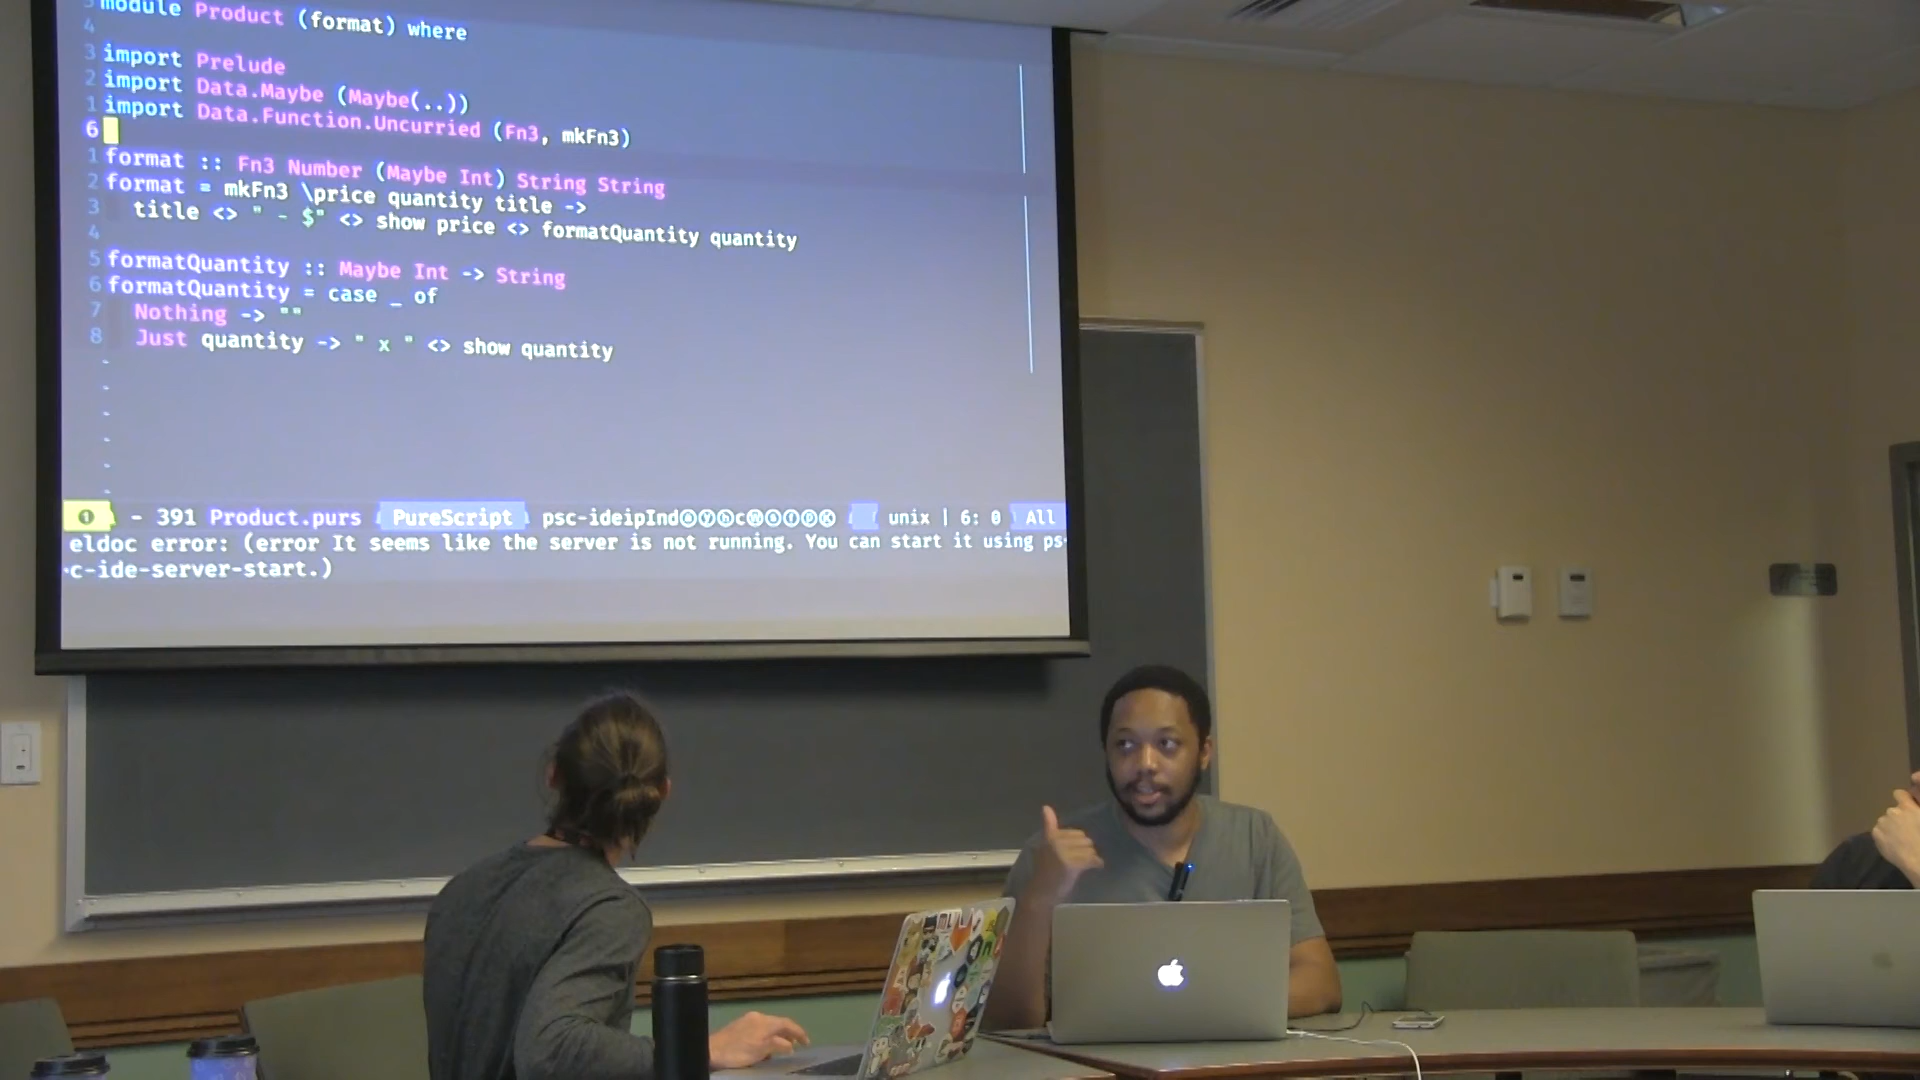 module Product (format) where
4
3 import Prelude
2 import Data.Maybe (Maybe(..))
1 import Data.Function.Uncurried (Fn3, mkFn3)
6
1 format :: Fn3 Number (Maybe Int) String String
2 format = mkFn3 \price quantity title ->
3 title <> " - $" <> show price <> formatQuantity quantity
4
5 formatQuantity :: Maybe Int -> String
6 formatQuantity = case _ of
7 Nothing -> ""
8 Just quantity -> " x " <> show quantity
- 391 Product.purs PureScript psc-ideipInd unix | 6: 0 All
eldoc error: (error It seems like the server is not running. You can start it using ps
c-ide-server-start.)